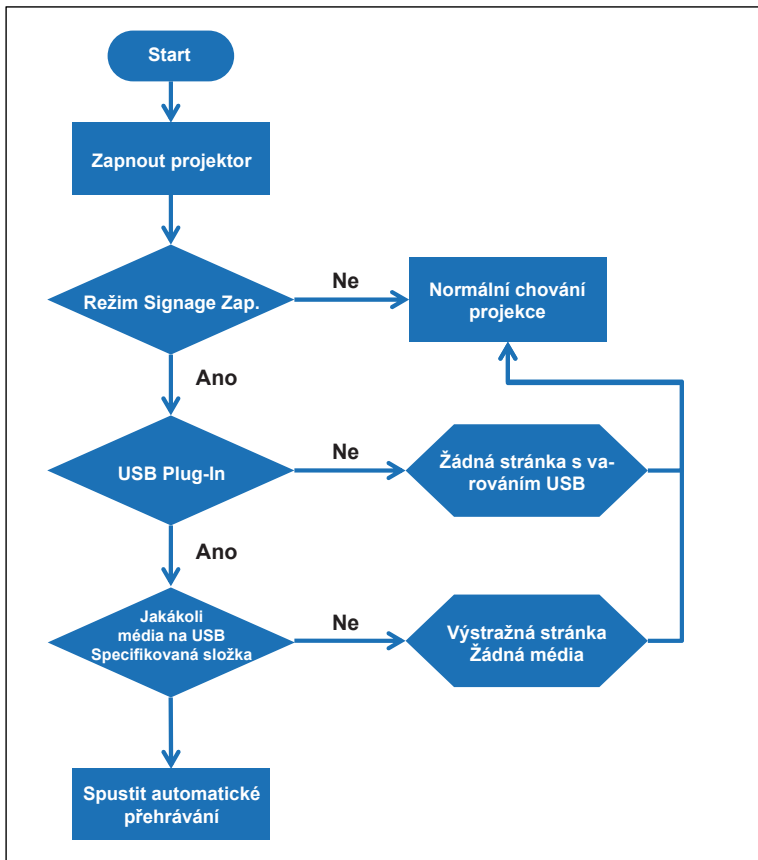 Start
Zapnout projektor
Režim Signage Zap.
Ne
Normální chování
projekce
Ano
USB Plug-In
Ne
Žádná stránka s va-
rováním USB
Ano
Jakákoli
média na USB
Specifikovaná složka
Ne
Výstražná stránka
Žádná média
Spustit automatické
přehrávání